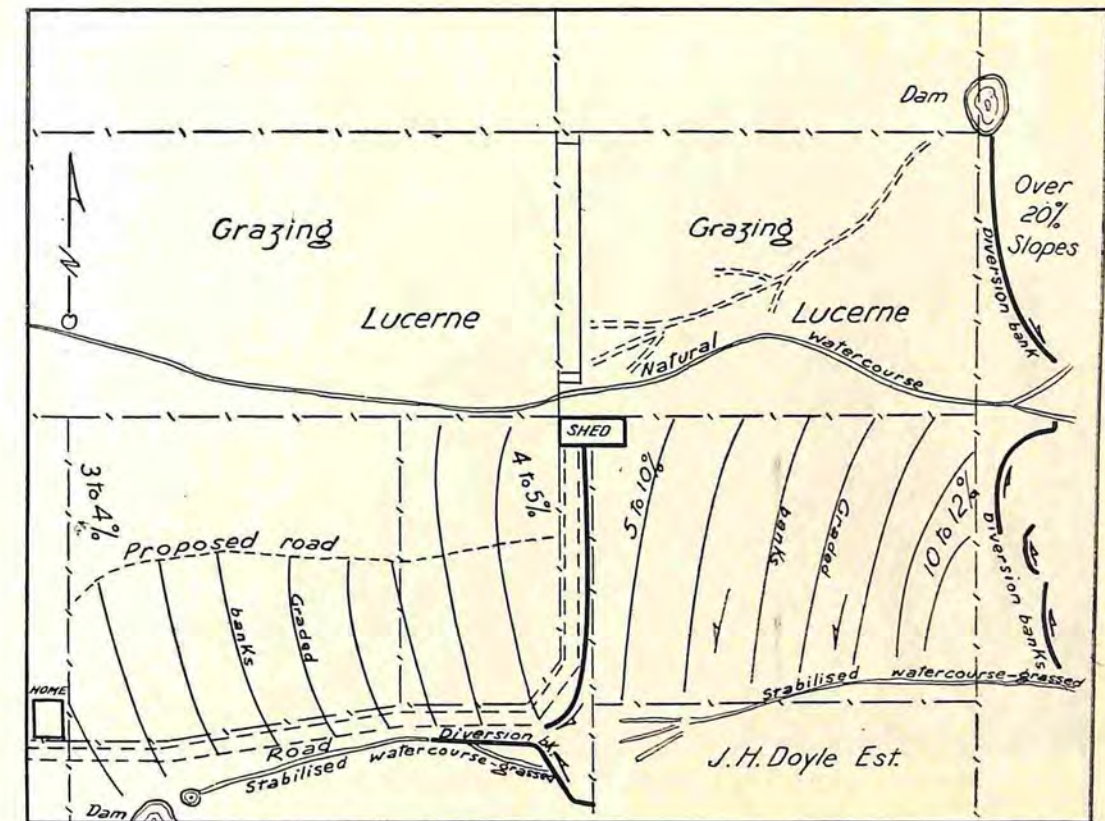 Dam
Over
20%
Slopes
N
Grazing
Grazing
Diversion bank
Lucerne
Lucerne
Natural watercourse
SHED
3 to 4%
4 to 5%
5 to 10%
Graded banks
10 to 12%
Diversion banks
Proposed road
Graded banks
HOME
Stabilised watercourse-grassed
Road
Diversion bk
J.H. Doyle Est.
Stabilised watercourse-grassed
Dam